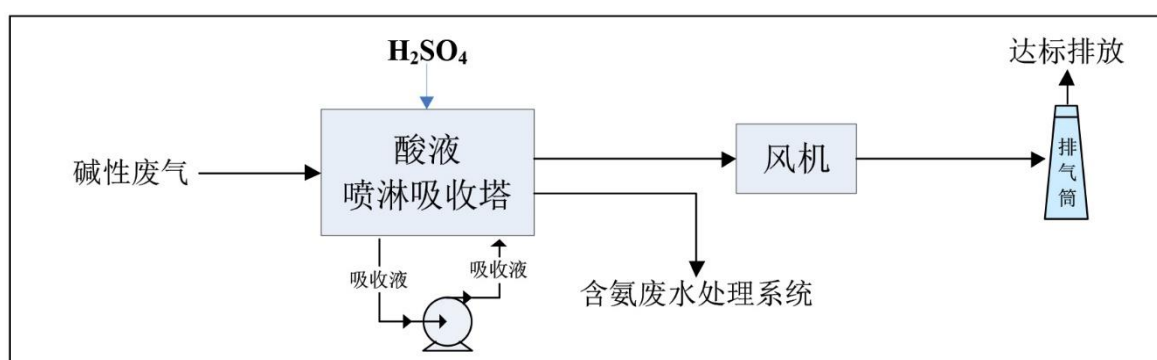 H₂SO₄
达标排放
碱性废气
酸液
喷淋吸收塔
风机
排气筒
吸收液
吸收液
含氨废水处理系统